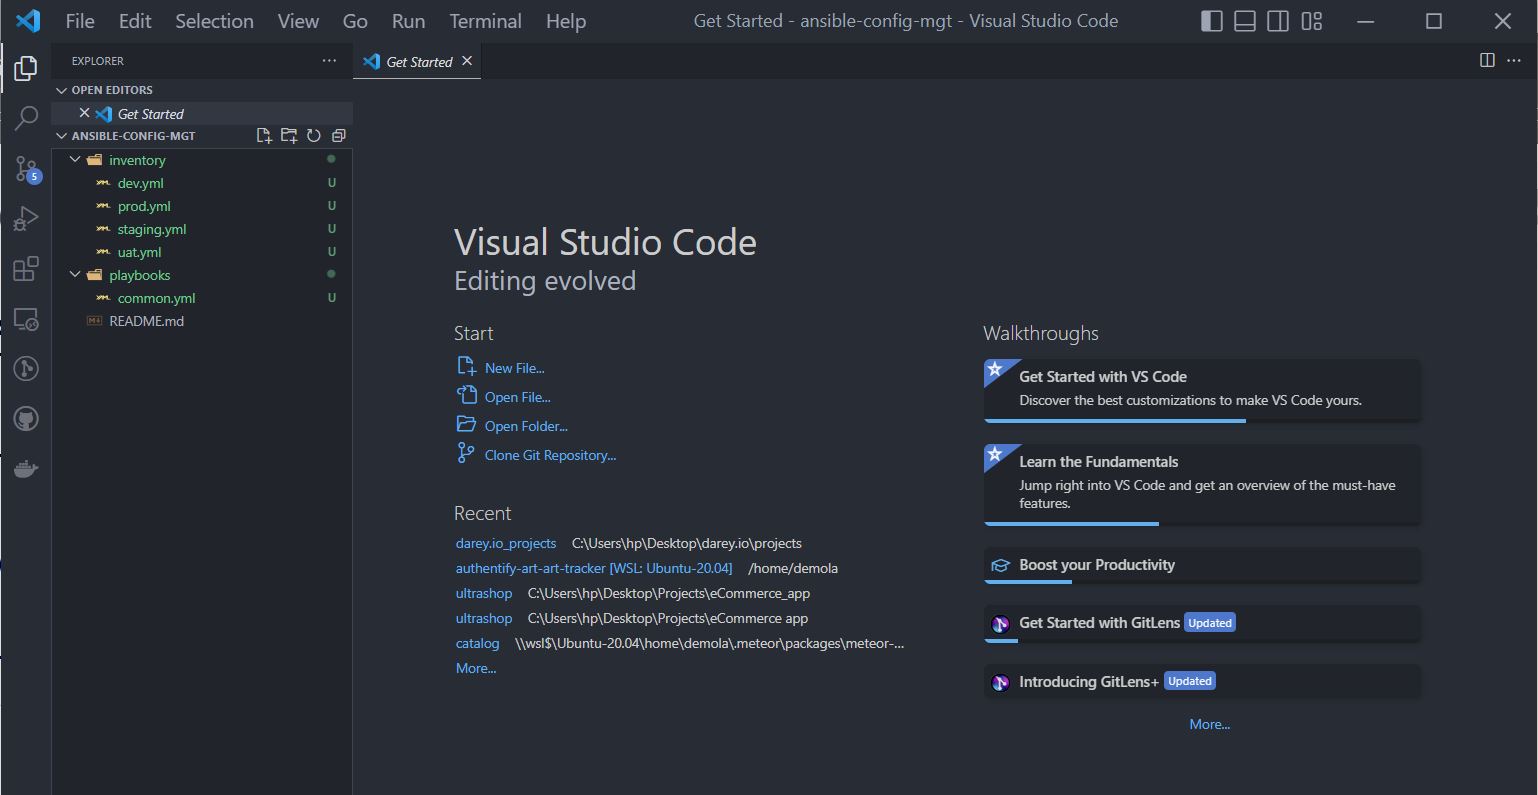 File Edit Selection View Go Run Terminal Help Get Started - ansible-config-mgt - Visual Studio Code
EXPLORER
Get Started
OPEN EDITORS
Get Started
ANSIBLE-CONFIG-MGT
inventory
dev.yml U
prod.yml U
5
staging.yml U
uat.yml U
playbooks
common.yml U
README.md
Visual Studio Code
Editing evolved
Start
New File...
Open File...
Open Folder...
Clone Git Repository...
Recent
darey.io_projects C:\Users\hp\Desktop\darey.io\projects
authentify-art-art-tracker [WSL: Ubuntu-20.04] /home/demola
ultrashop C:\Users\hp\Desktop\Projects\eCommerce_app
ultrashop C:\Users\hp\Desktop\Projects\eCommerce app
catalog \\wsl$\Ubuntu-20.04\home\demola\.meteor\packages\meteor-...
More...
Walkthroughs
Get Started with VS Code
Discover the best customizations to make VS Code yours.
Learn the Fundamentals
Jump right into VS Code and get an overview of the must-have
features.
Boost your Productivity
Get Started with GitLens Updated
Introducing GitLens+ Updated
More...